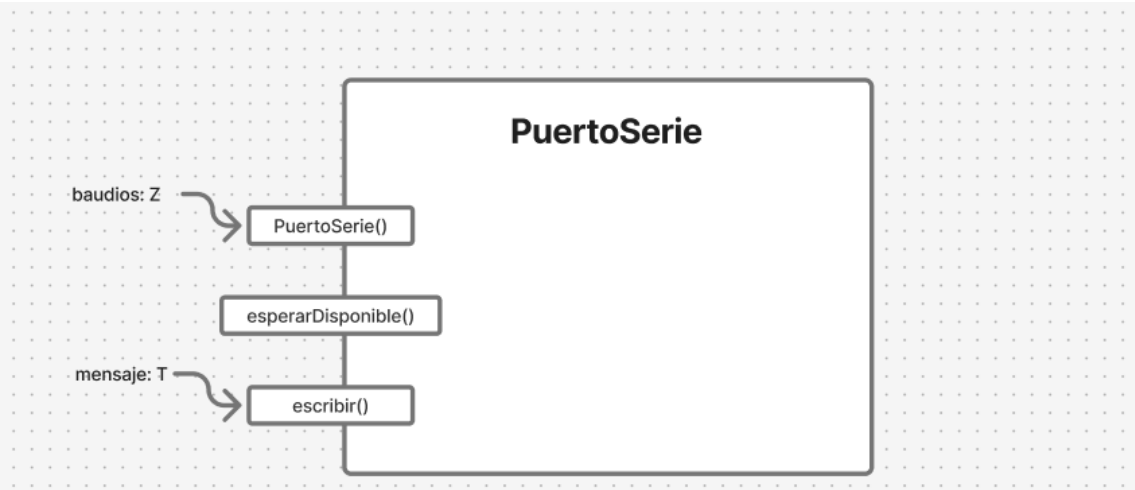 PuertoSerie
baudios: Z
PuertoSerie()
esperarDisponible()
mensaje: T
escribir()